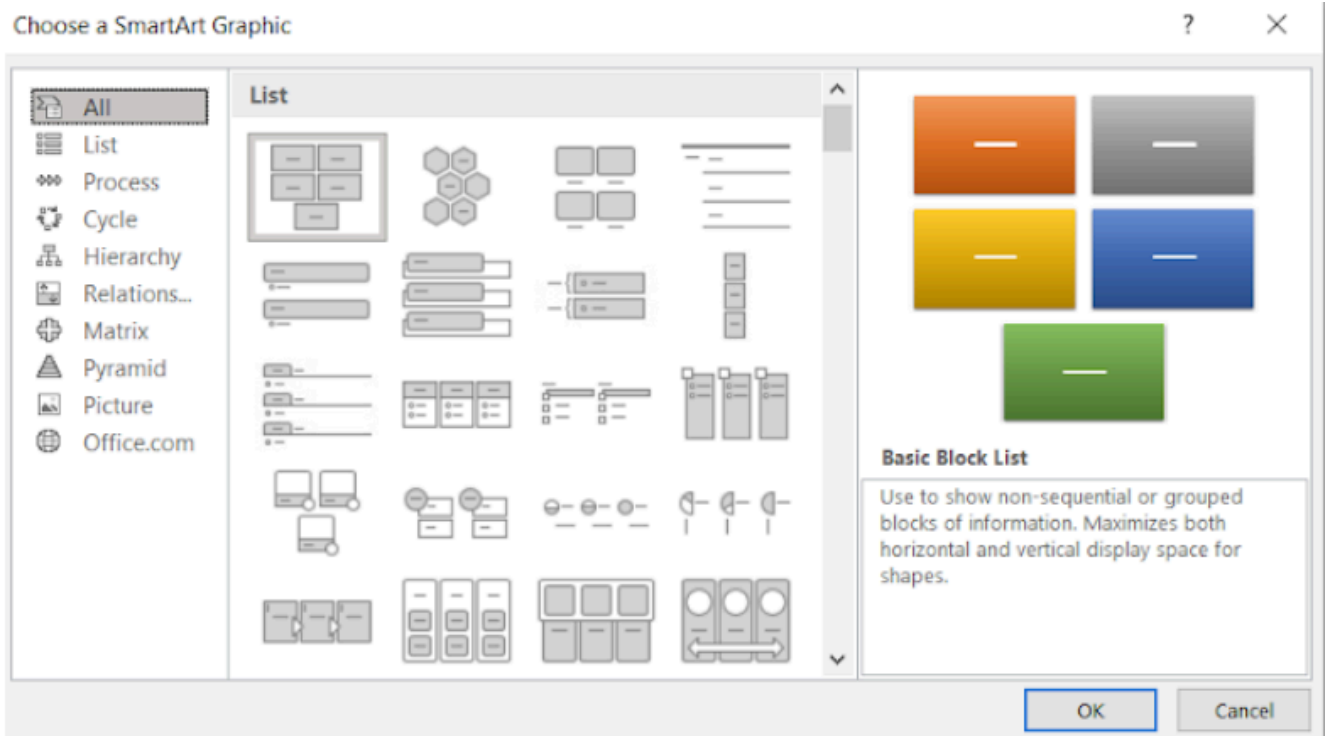 Choose a SmartArt Graphic
?
All
List
Process
Cycle
Hierarchy
Relations...
Matrix
Pyramid
Picture
Office.com
List
Basic Block List
Use to show non-sequential or grouped
blocks of information. Maximizes both
horizontal and vertical display space for
shapes.
OK
Cancel